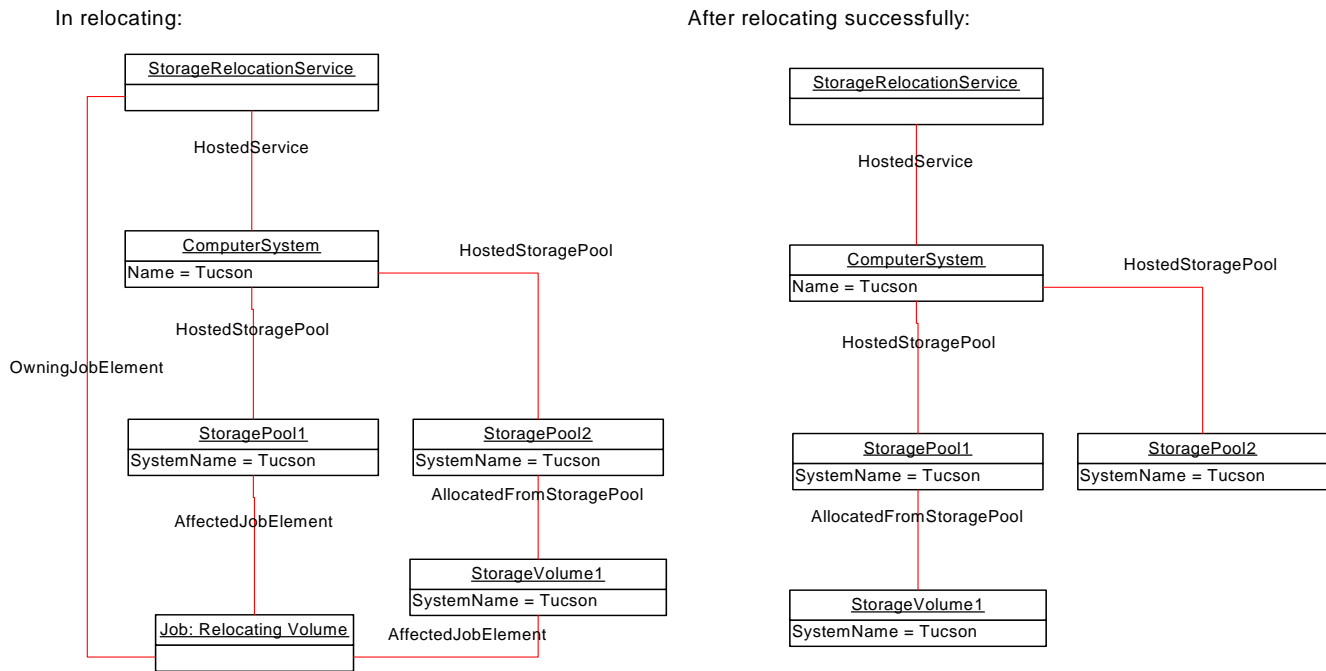 In relocating:
StorageRelocationService
HostedService
ComputerSystem
Name = Tucson
HostedStoragePool
HostedStoragePool
OwningJobElement
StoragePool1
SystemName = Tucson
StoragePool2
SystemName = Tucson
AllocatedFromStoragePool
AffectedJobElement
StorageVolume1
SystemName = Tucson
Job: Relocating Volume
AffectedJobElement
After relocating successfully:
StorageRelocationService
HostedService
ComputerSystem
Name = Tucson
HostedStoragePool
HostedStoragePool
StoragePool1
SystemName = Tucson
StoragePool2
SystemName = Tucson
AllocatedFromStoragePool
StorageVolume1
SystemName = Tucson